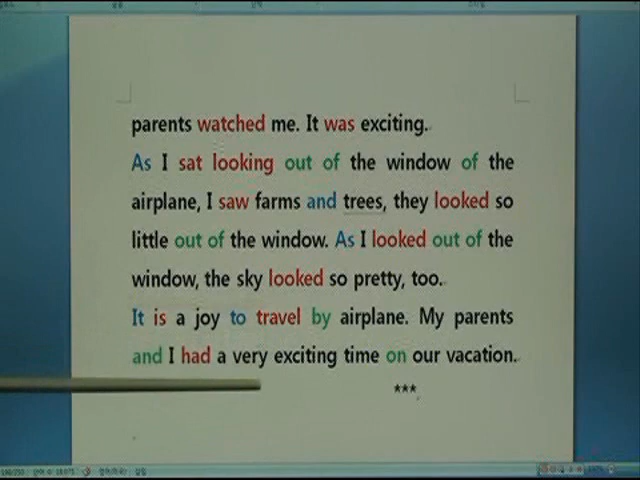 parents watched me. It was exciting.
As I sat looking out of the window of the
airplane, I saw farms and trees, they looked so
little out of the window. As I looked out of the
window, the sky looked so pretty, too.
It is a joy to travel by airplane. My parents
and I had a very exciting time on our vacation.
***